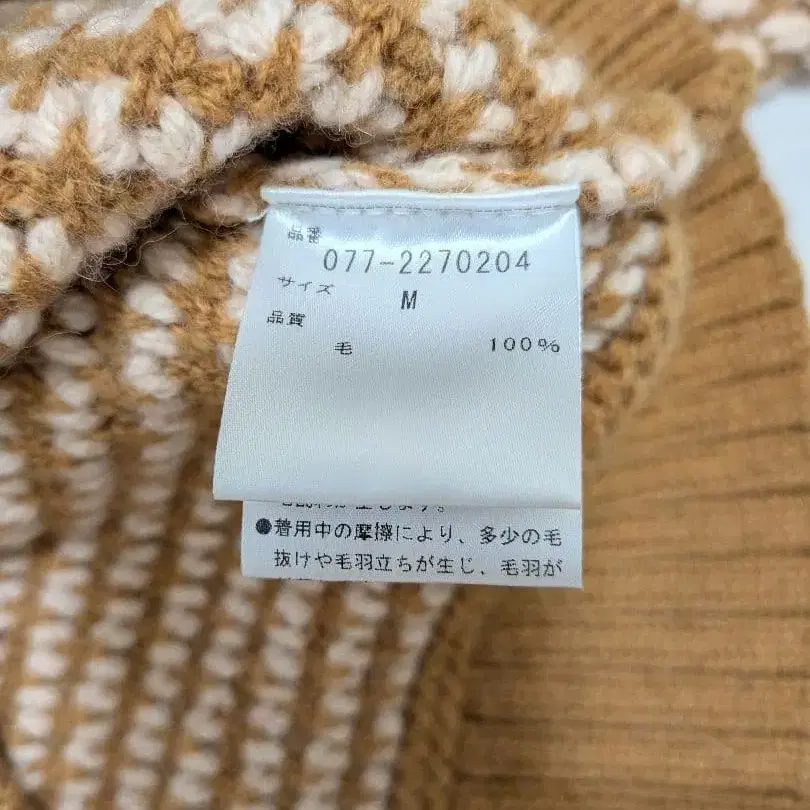 品番
077-2270204
サイズ
M
品質
毛 100%
●着用中の摩擦により、多少の毛
抜けや毛羽立ちが生じ、毛羽が